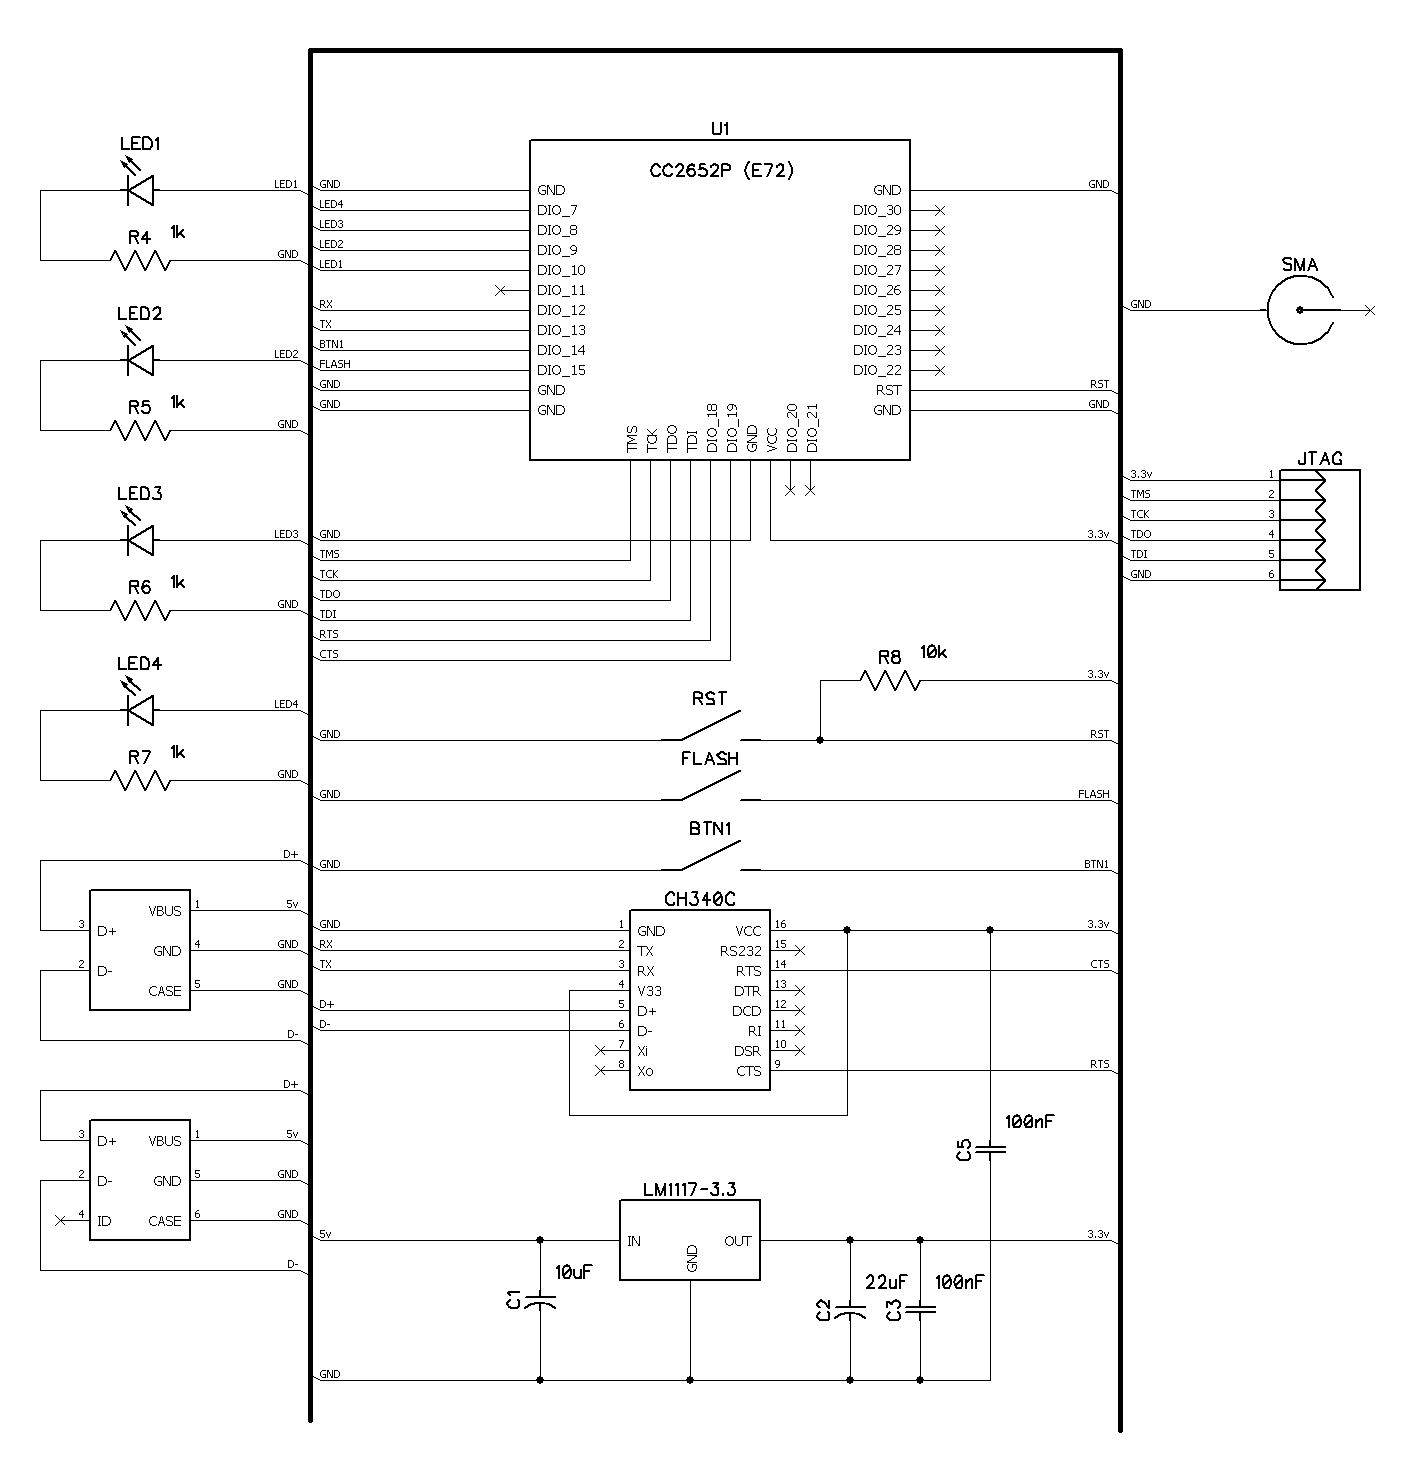 U1
CC2652P (E72)
GND
DIO_7
DIO_8
DIO_9
DIO_10
DIO_11
DIO_12
DIO_13
DIO_14
DIO_15
GND
GND
GND
DIO_30
DIO_29
DIO_28
DIO_27
DIO_26
DIO_25
DIO_24
DIO_23
DIO_22
RST
GND
TMS
TCK
TDO
TDI
DIO_18
DIO_19
GND
VCC
DIO_20
DIO_21
LED1
LED1
R4 1k
GND
LED2
LED2
R5 1k
GND
LED3
LED3
R6 1k
GND
LED4
LED4
R7 1k
GND
GND
LED4
LED3
LED2
LED1
RX
TX
BTN1
FLASH
GND
GND
GND
TMS
TCK
TDO
TDI
RTS
CTS
GND
RST
GND
3.3v
SMA
GND
JTAG
3.3v 1
TMS 2
TCK 3
TDO 4
TDI 5
GND 6
R8 10k
3.3v
RST
GND
RST
FLASH
GND
FLASH
BTN1
GND
BTN1
D+
VBUS 1 5v
3 D+
GND 4 GND
2 D-
CASE 5 GND
D-
CH340C
GND 1 GND
RX 2 TX
TX 3 RX
4 V33
D+ 5 D+
D- 6 D-
7 Xi
8 Xo
VCC 16 3.3v
RS232 15
RTS 14 CTS
DTR 13
DCD 12
RI 11
DSR 10
CTS 9 RTS
D+
3 D+ VBUS 1 5v
2 D- GND 5 GND
4 ID CASE 6 GND
D-
100nF
C5
LM1117-3.3
5v
IN
OUT
GND
3.3v
10uF
C1
22uF
C2
100nF
C3
GND